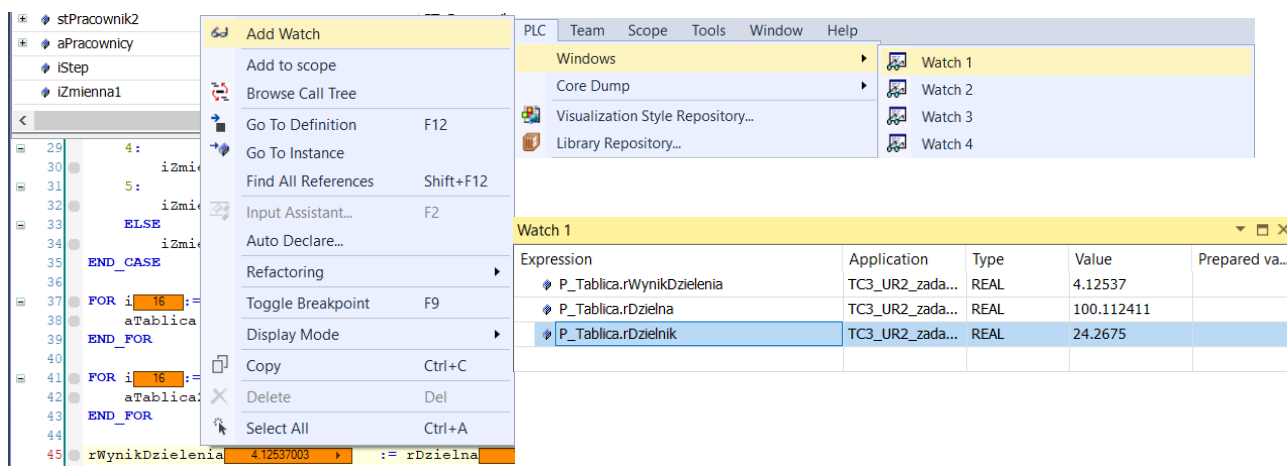 stPracownik2
aPracownicy
iStep
iZmienna1
<
29 4:
30 iZmie
31 5:
32 iZmie
33 ELSE
34 iZmie
35 END_CASE
36
37 FOR i 16 :=
38 aTablica
39 END_FOR
40
41 FOR i 16 :=
42 aTablica2
43 END_FOR
44
45 rWynikDzielenia 4.12537003 := rDzielna
Add Watch
Add to scope
Browse Call Tree
Go To Definition F12
Go To Instance
Find All References Shift+F12
Input Assistant... F2
Auto Declare...
Refactoring
Toggle Breakpoint F9
Display Mode
Copy Ctrl+C
Delete Del
Select All Ctrl+A
PLC Team Scope Tools Window Help
Windows
Core Dump
Visualization Style Repository...
Library Repository...
Watch 1
Watch 2
Watch 3
Watch 4
Watch 1
Expression Application Type Value Prepared va...
P_Tablica.rWynikDzielenia TC3_UR2_zada... REAL 4.12537
P_Tablica.rDzielna TC3_UR2_zada... REAL 100.112411
P_Tablica.rDzielnik TC3_UR2_zada... REAL 24.2675